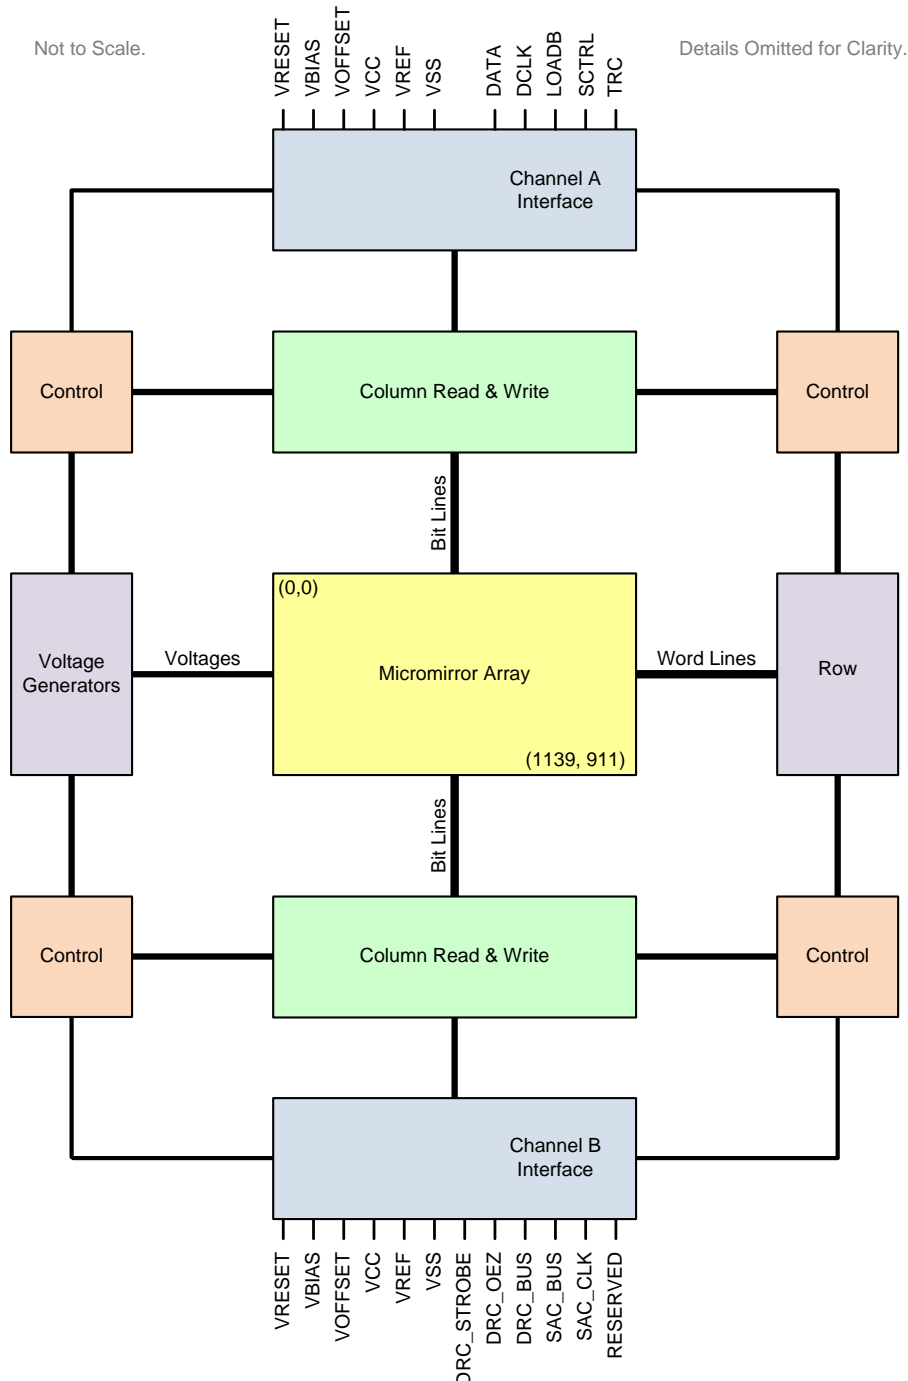 Not to Scale.
Details Omitted for Clarity.
VRESET
VBIAS
VOFFSET
VCC
VREF
VSS
DATA
DCLK
LOADB
SCTRL
TRC
Channel A
Interface
Control
Column Read & Write
Control
Bit Lines
(0,0)
Voltage
Generators
Voltages
Micromirror Array
Word Lines
Row
(1139, 911)
Bit Lines
Control
Column Read & Write
Control
Channel B
Interface
VRESET
VBIAS
VOFFSET
VCC
VREF
VSS
DRC_STROBE
DRC_OEZ
DRC_BUS
SAC_BUS
SAC_CLK
RESERVED